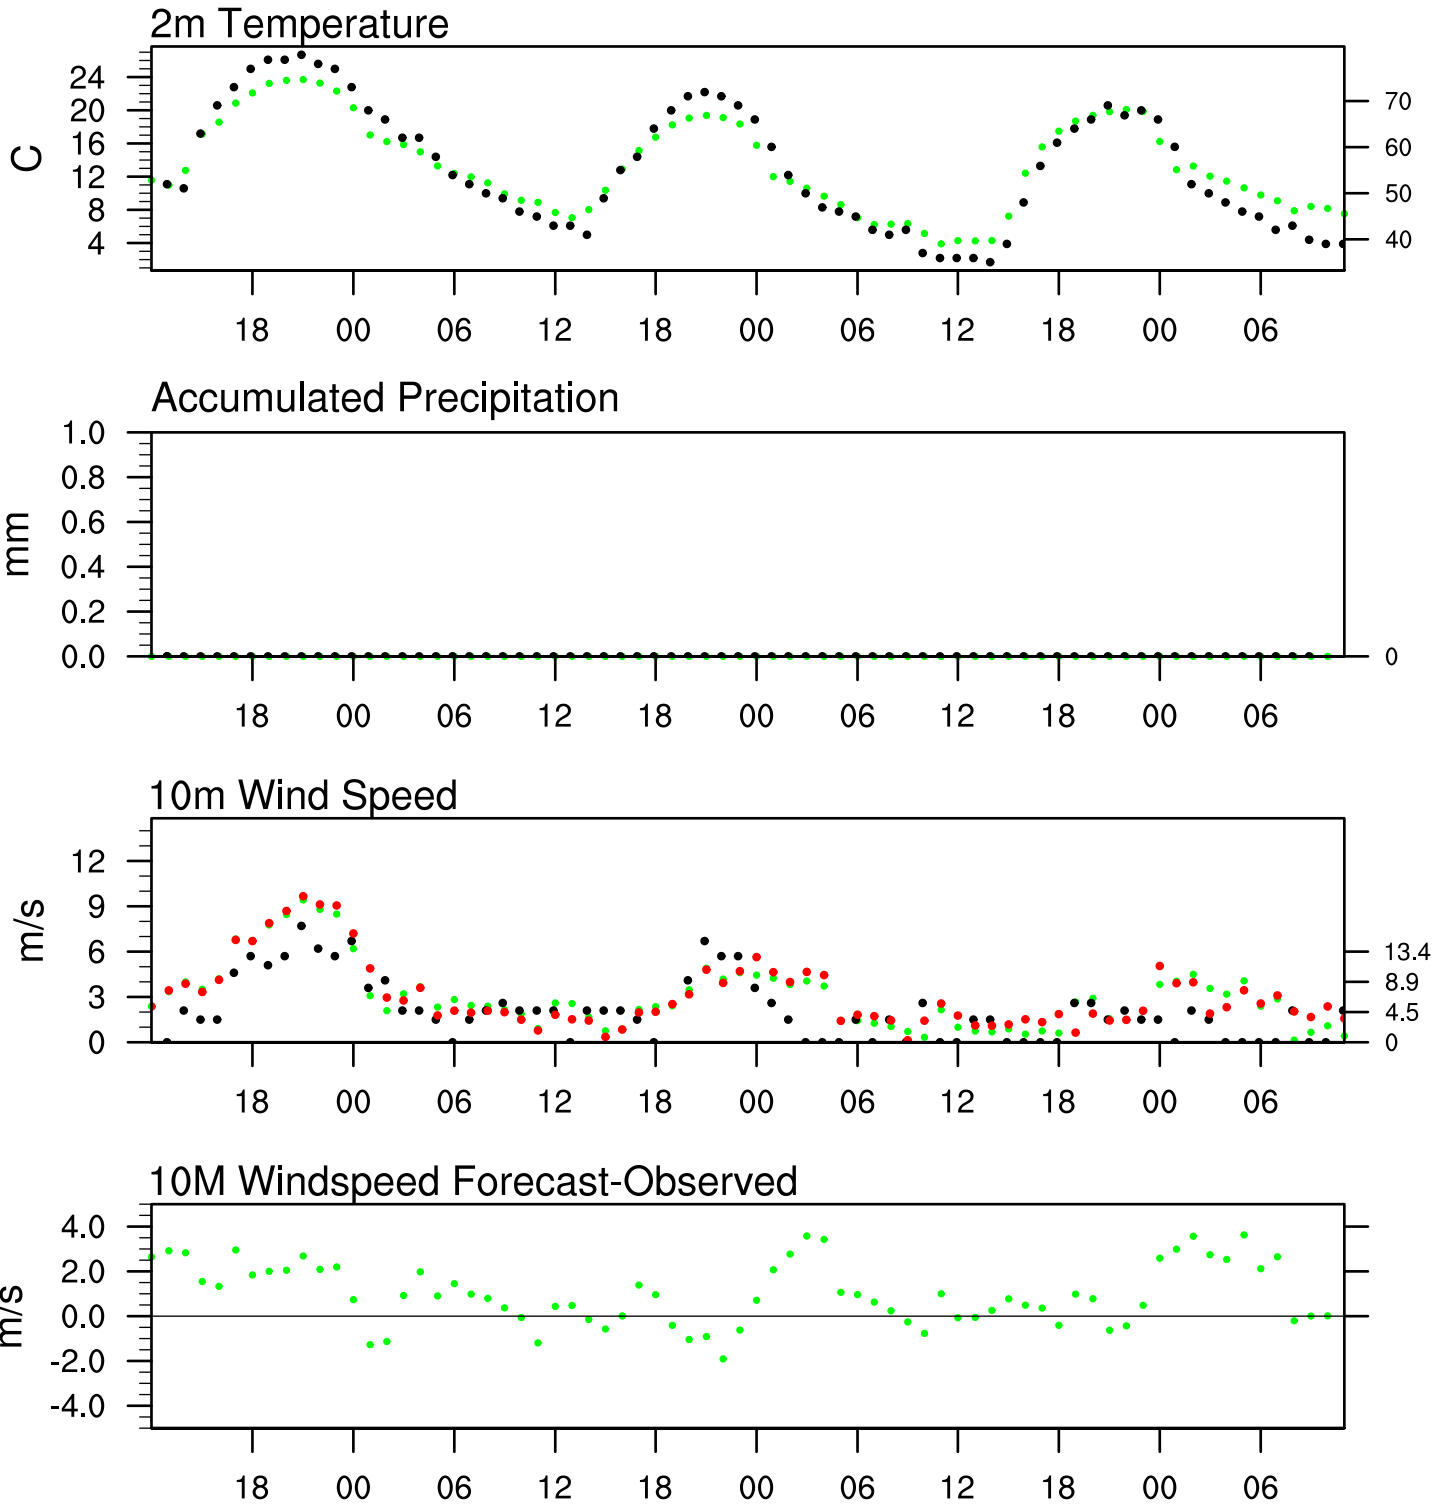 2m Temperature
24
20
16
12
8
4
C
70
60
50
40
18 00 06 12 18 00 06 12 18 00 06
Accumulated Precipitation
1.0
0.8
0.6
0.4
0.2
0.0
mm
0
18 00 06 12 18 00 06 12 18 00 06
10m Wind Speed
12
9
6
3
0
m/s
13.4
8.9
4.5
0
18 00 06 12 18 00 06 12 18 00 06
10M Windspeed Forecast-Observed
4.0
2.0
0.0
-2.0
-4.0
m/s
18 00 06 12 18 00 06 12 18 00 06